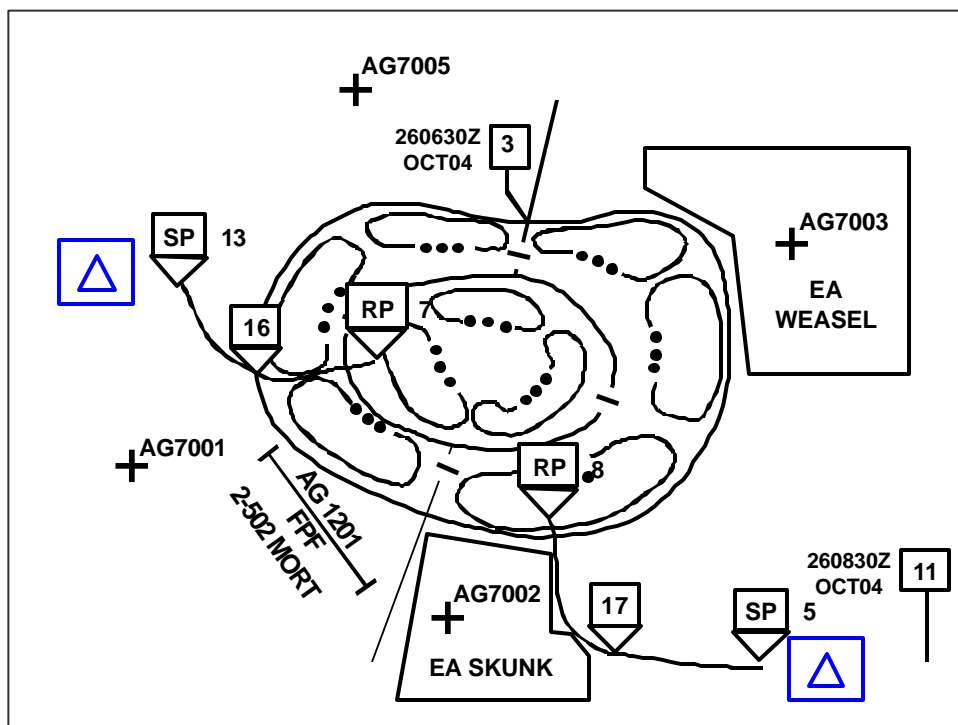 AG7005
260630Z
OCT04
3
SP 13
AG7003
EA
WEASEL
16
RP 7
AG7001
RP 8
AG 1201
FPF
2-502 MORT
260830Z
OCT04
11
AG7002
17
SP 5
EA SKUNK